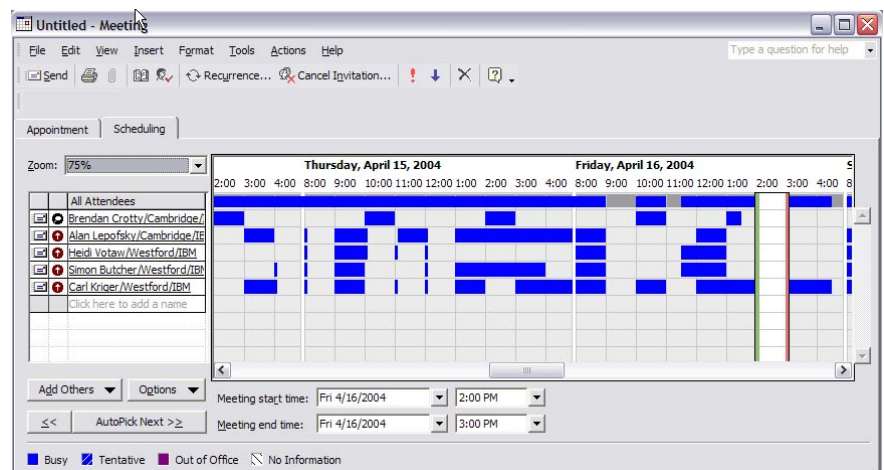 Untitled - Meeting
File Edit View Insert Format Tools Actions Help
Type a question for help
Send Recurrence... Cancel Invitation...
Appointment Scheduling
Zoom: 75%
Thursday, April 15, 2004 Friday, April 16, 2004 S
2:00 3:00 4:00 8:00 9:00 10:00 11:00 12:00 1:00 2:00 3:00 4:00 8:00 9:00 10:00 11:00 12:00 1:00 2:00 3:00 4:00 8
All Attendees
Brendan Crotty/Cambridge/
Alan Lepofsky/Cambridge/IB
Heidi Votaw/Westford/IBM
Simon Butcher/Westford/IBM
Carl Kriger/Westford/IBM
Click here to add a name
Add Others Options
Meeting start time: Fri 4/16/2004 2:00 PM
<< AutoPick Next >>
Meeting end time: Fri 4/16/2004 3:00 PM
Busy Tentative Out of Office No Information